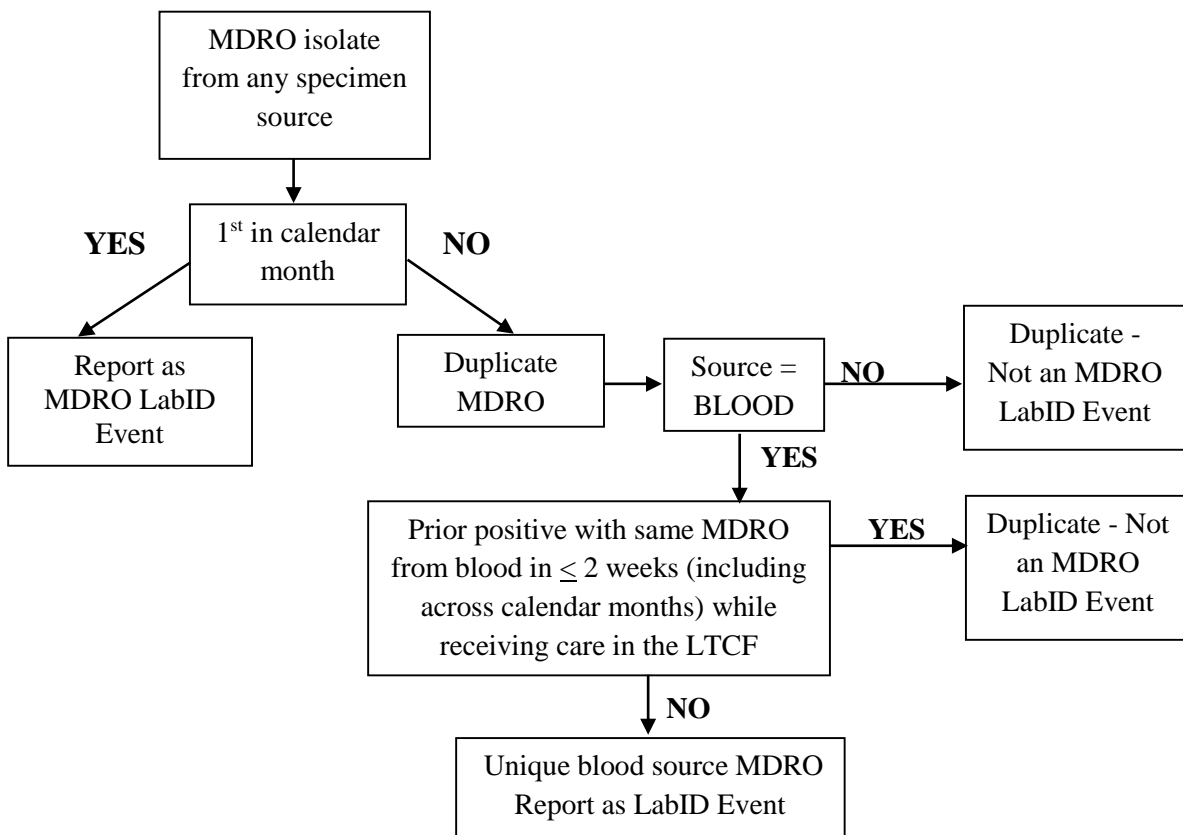 MDRO isolate
from any specimen
source
YES
1st in calendar
month
NO
Report as
MDRO LabID
Event
Duplicate
MDRO
Source =
BLOOD
NO
Duplicate -
Not an MDRO
LabID Event
YES
Prior positive with same MDRO
from blood in < 2 weeks (including
across calendar months) while
receiving care in the LTCF
YES
Duplicate - Not
an MDRO
LabID Event
NO
Unique blood source MDRO
Report as LabID Event